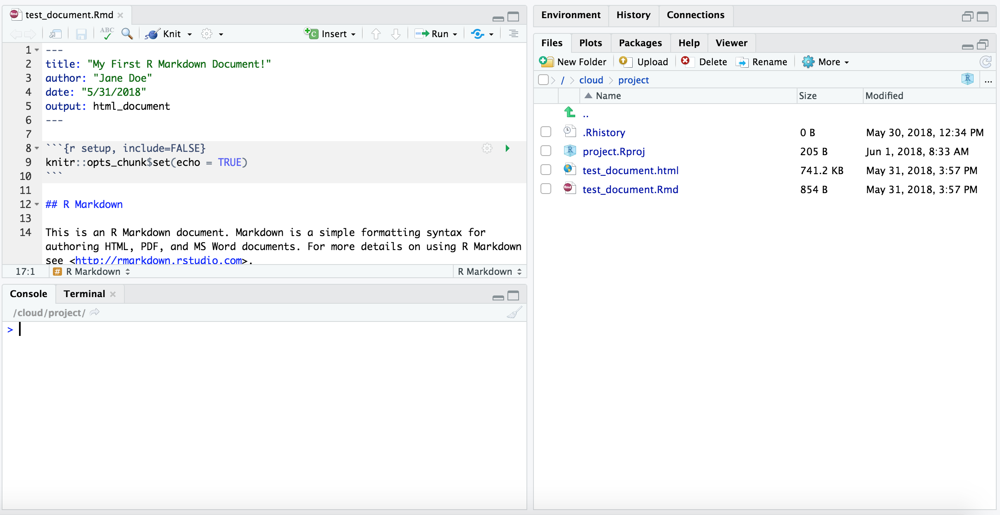 test_document.Rmd
ABC Knit Insert Run
1 ---
2 title: "My First R Markdown Document!"
3 author: "Jane Doe"
4 date: "5/31/2018"
5 output: html_document
6 ---
7
8 ```{r setup, include=FALSE}
9 knitr::opts_chunk$set(echo = TRUE)
10 ```
11
12 ## R Markdown
13
14 This is an R Markdown document. Markdown is a simple formatting syntax for
authoring HTML, PDF, and MS Word documents. For more details on using R Markdown
see <http://rmarkdown.rstudio.com>.
17:1 # R Markdown R Markdown
Console Terminal
/cloud/project/
>
Environment History Connections
Files Plots Packages Help Viewer
New Folder Upload Delete Rename More
/ cloud project R ...
Name Size Modified
..
.Rhistory 0 B May 30, 2018, 12:34 PM
project.Rproj 205 B Jun 1, 2018, 8:33 AM
test_document.html 741.2 KB May 31, 2018, 3:57 PM
test_document.Rmd 854 B May 31, 2018, 3:57 PM